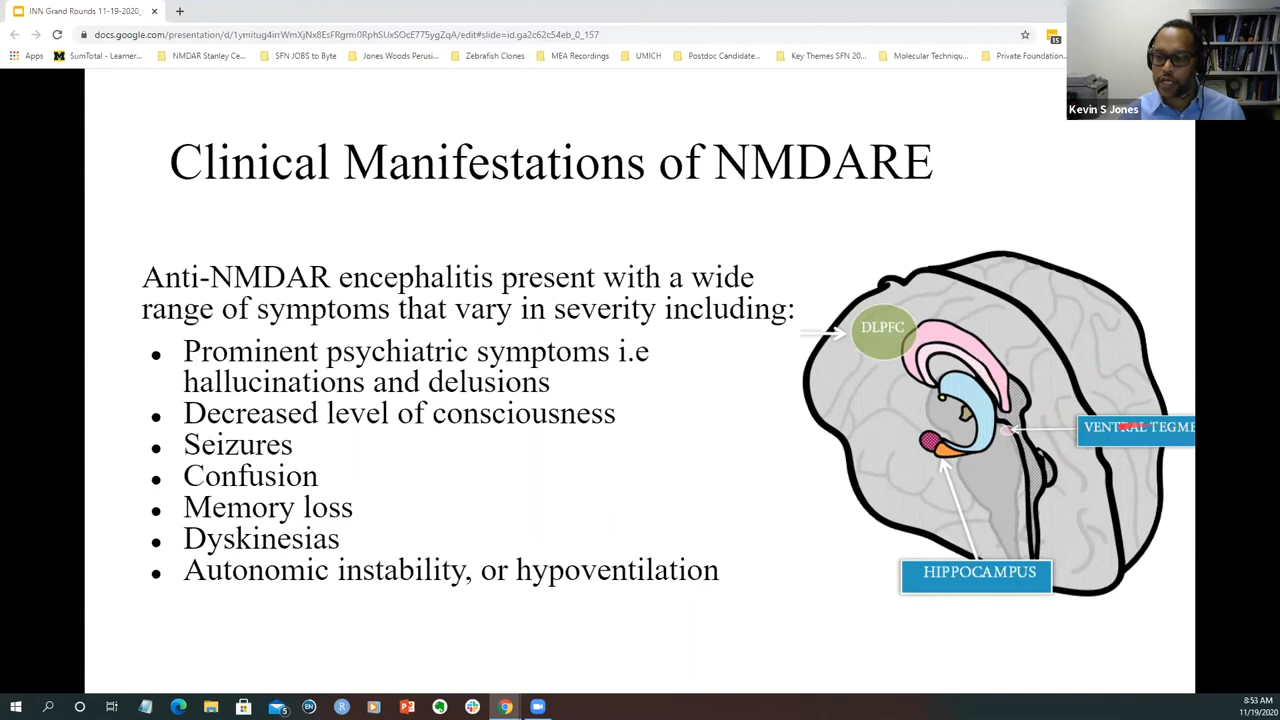 INN Grand Rounds 11-19-2020_
docs.google.com/presentation/d/1ymitug4irrWmXjNx8EsFRgrm0RphSUxSOcE775ygZqA/edit#slide=id.ga2c62c54eb_0_157
15
Apps
SumTotal - Learner...
NMDAR Stanley Ce...
SFN JOBS to Byte
Jones Woods Perusi...
Zebrafish Clones
MEA Recordings
UMICH
Postdoc Candidate...
Key Themes SFN 20...
Molecular Techniqu...
Private Foundation...
Kevin S Jones
Clinical Manifestations of NMDARE
Anti-NMDAR encephalitis present with a wide
range of symptoms that vary in severity including:
• Prominent psychiatric symptoms i.e
hallucinations and delusions
• Decreased level of consciousness
• Seizures
• Confusion
• Memory loss
• Dyskinesias
• Autonomic instability, or hypoventilation
DLPFC
VENTRAL TEGME
HIPPOCAMPUS
8:53 AM
11/19/2020